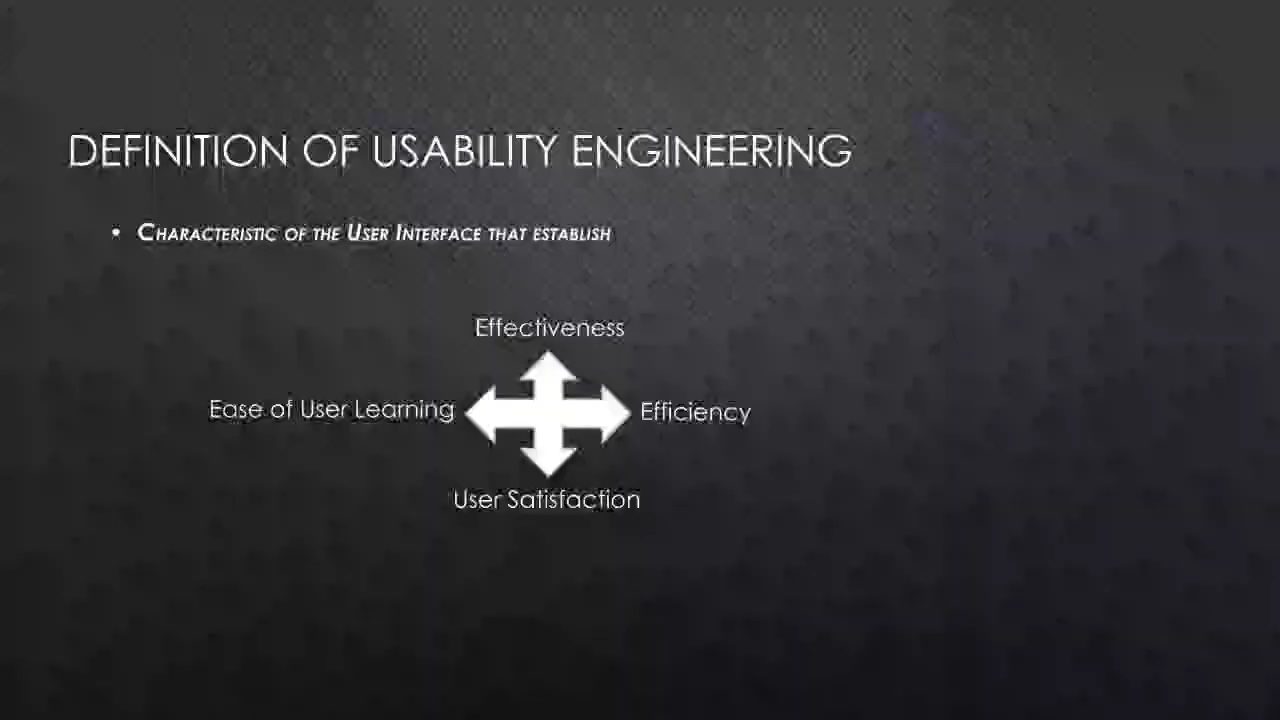 DEFINITION OF USABILITY ENGINEERING
• Characteristic of the User Interface that establish
Effectiveness
Ease of User Learning
Efficiency
User Satisfaction